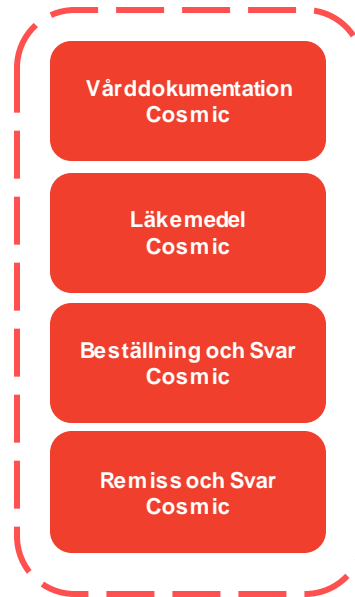 Vårddokumentation
Cosmic
Läkemedel
Cosmic
Beställning och Svar
Cosmic
Remiss och Svar
Cosmic